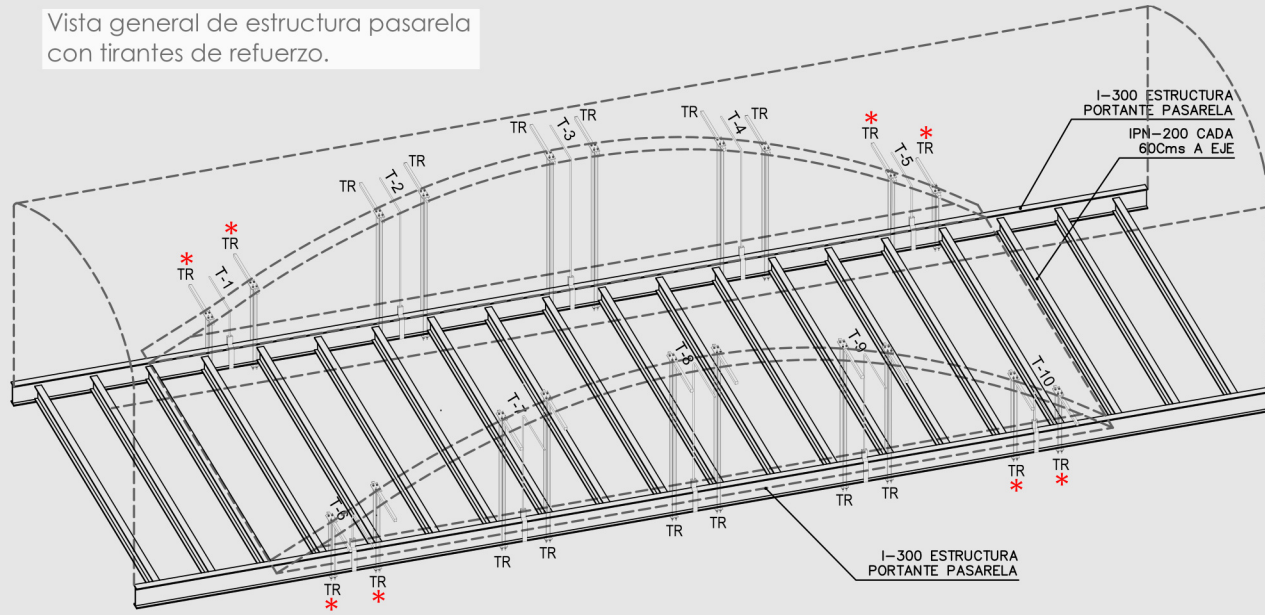 Vista general de estructura pasarela
con tirantes de refuerzo.
I-300 ESTRUCTURA
PORTANTE PASARELA
IPN-200 CADA
60Cms A EJE
TR T-3 TR
TR T-4 TR
* TR T-5 * TR
TR T-2 TR
* TR T-1 * TR
T-6
T-7
T-8
T-9
T-10
TR *
TR *
TR
TR
TR
TR
TR
TR
TR *
TR *
I-300 ESTRUCTURA
PORTANTE PASARELA